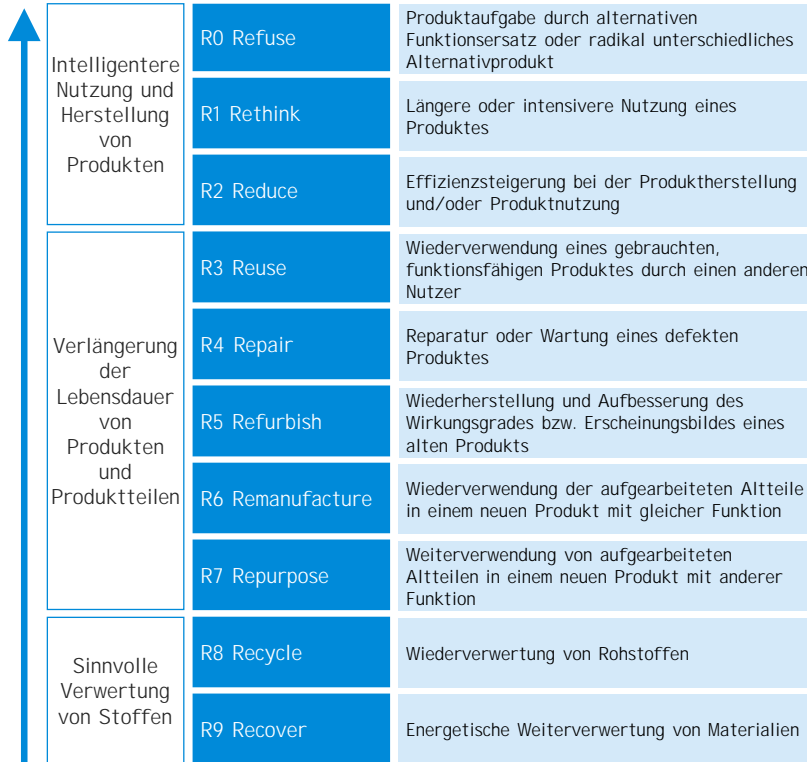 Intelligentere
Nutzung und
Herstellung
von
Produkten
R0 Refuse
Produktaufgabe durch alternativen
Funktionsersatz oder radikal unterschiedliches
Alternativprodukt
R1 Rethink
Längere oder intensivere Nutzung eines
Produktes
R2 Reduce
Effizienzsteigerung bei der Produktherstellung
und/oder Produktnutzung
Verlängerung
der
Lebensdauer
von
Produkten
und
Produktteilen
R3 Reuse
Wiederverwendung eines gebrauchten,
funktionsfähigen Produktes durch einen anderen
Nutzer
R4 Repair
Reparatur oder Wartung eines defekten
Produktes
R5 Refurbish
Wiederherstellung und Aufbesserung des
Wirkungsgrades bzw. Erscheinungsbildes eines
alten Produkts
R6 Remanufacture
Wiederverwendung der aufgearbeiteten Altteile
in einem neuen Produkt mit gleicher Funktion
R7 Repurpose
Weiterverwendung von aufgearbeiteten
Altteilen in einem neuen Produkt mit anderer
Funktion
Sinnvolle
Verwertung
von Stoffen
R8 Recycle
Wiederverwertung von Rohstoffen
R9 Recover
Energetische Weiterverwertung von Materialien